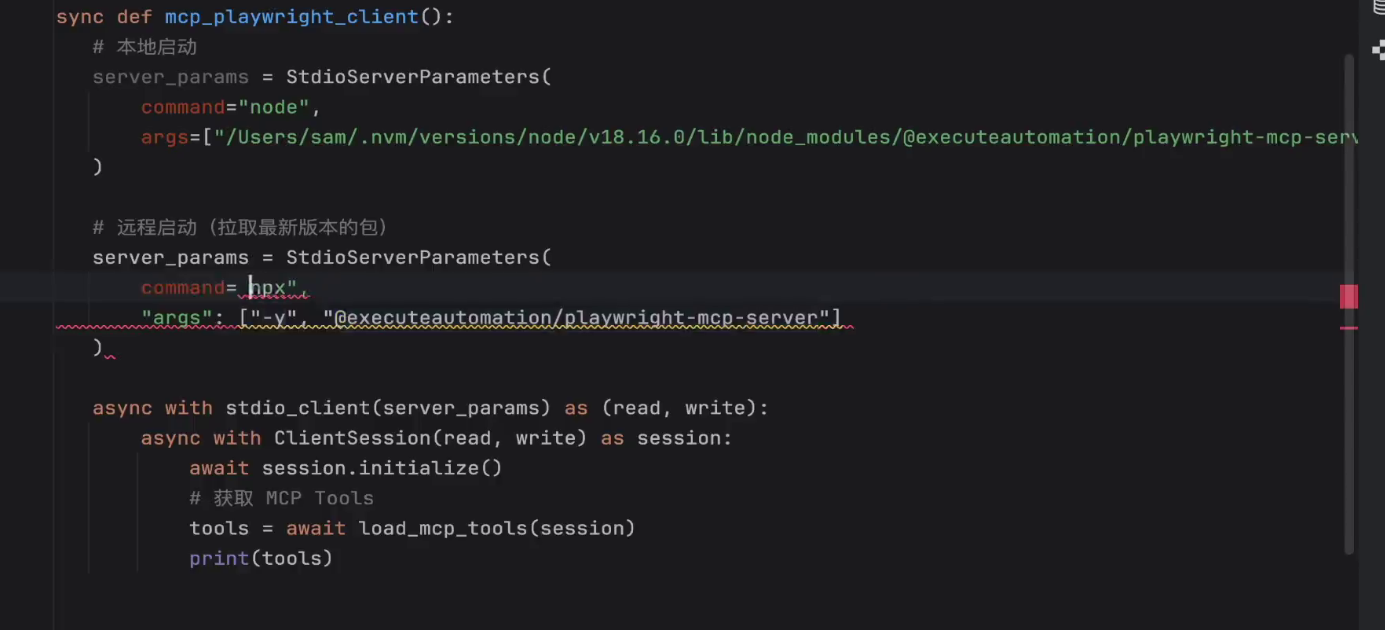 sync def mcp_playwright_client():
# 本地启动
server_params = StdioServerParameters(
command="node",
args=["/Users/sam/.nvm/versions/node/v18.16.0/lib/node_modules/@executeautomation/playwright-mcp-serv
)
# 远程启动（拉取最新版本的包）
server_params = StdioServerParameters(
command= npx",
"args": ["-y", "@executeautomation/playwright-mcp-server"]
)
async with stdio_client(server_params) as (read, write):
async with ClientSession(read, write) as session:
await session.initialize()
# 获取 MCP Tools
tools = await load_mcp_tools(session)
print(tools)